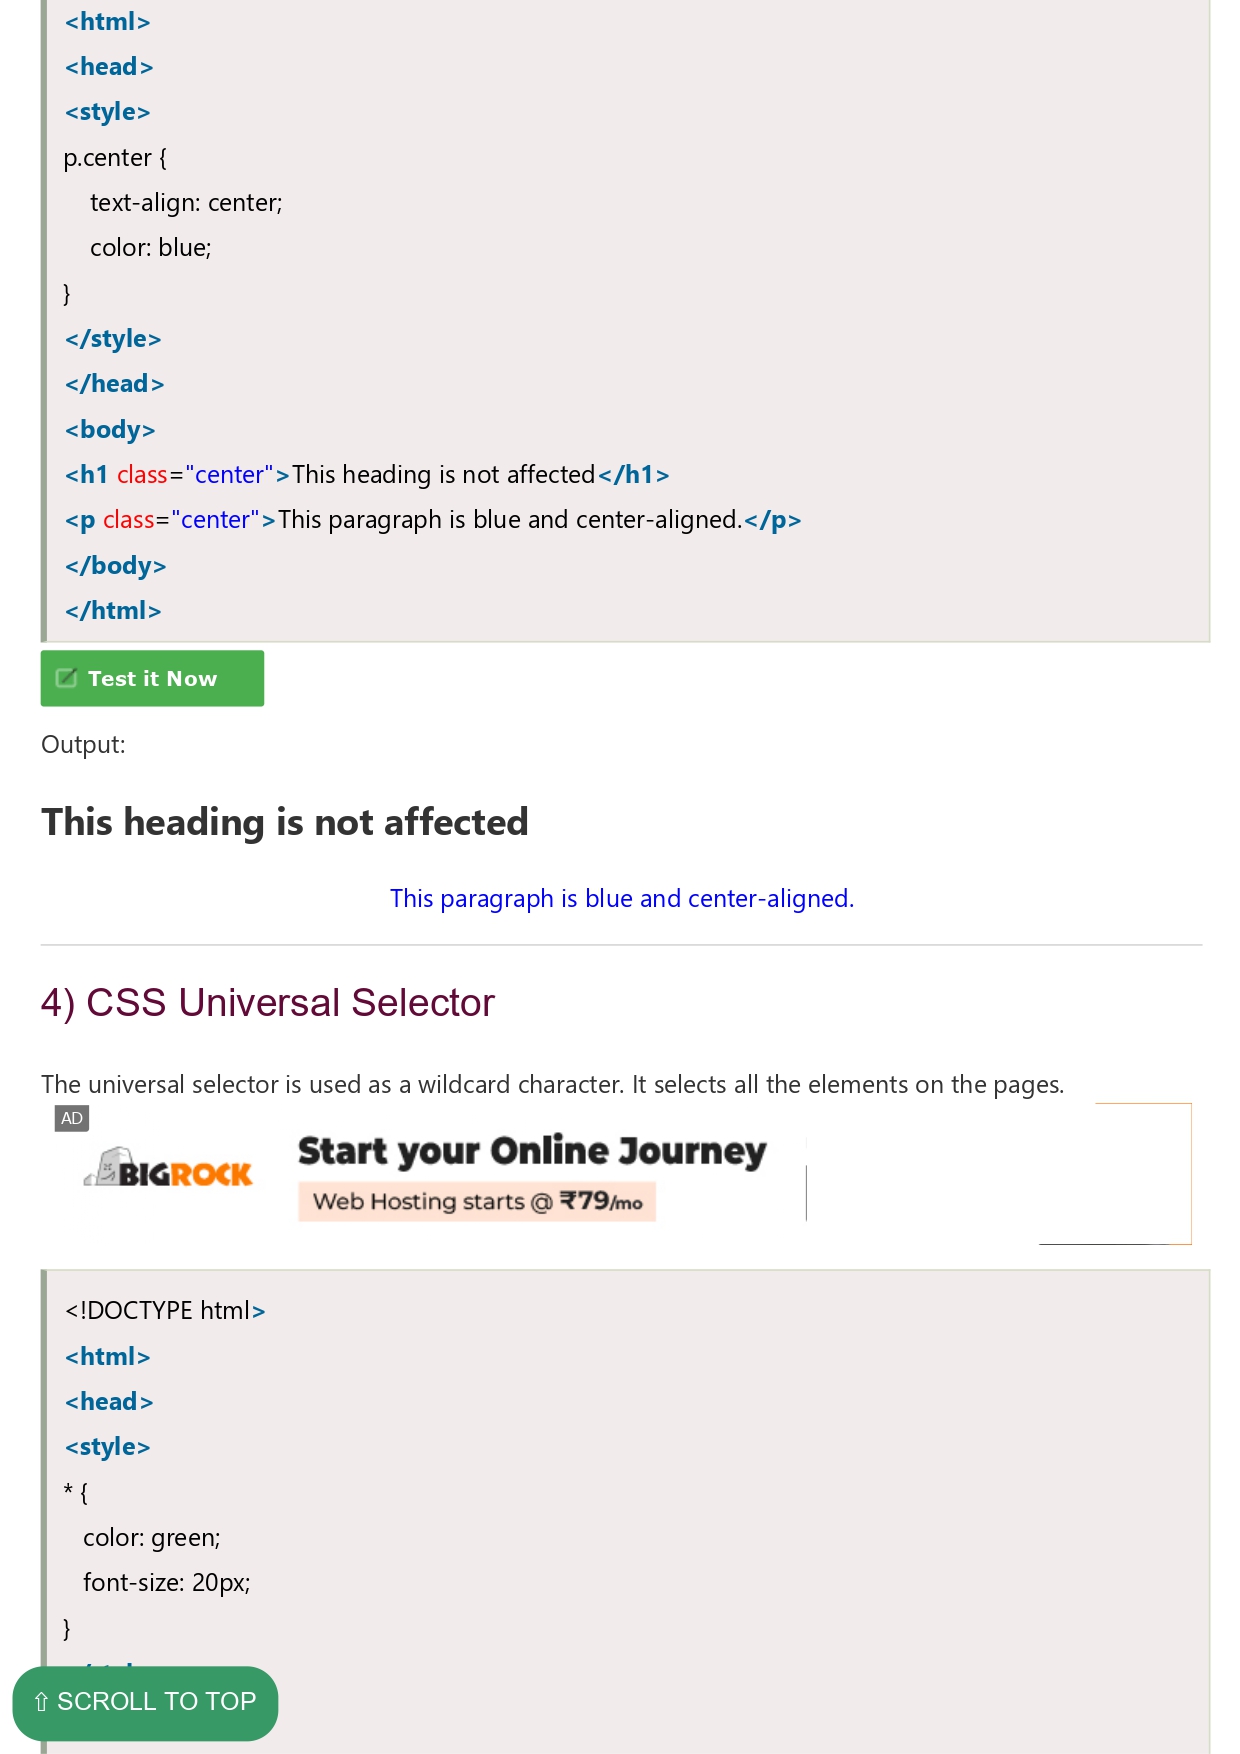 <html>
<head>
<style>
p.center {
    text-align: center;
    color: blue;
}
</style>
</head>
<body>
<h1 class="center">This heading is not affected</h1>
<p class="center">This paragraph is blue and center-aligned.</p>
</body>
</html>
Test it Now
Output:
This heading is not affected
This paragraph is blue and center-aligned.
4) CSS Universal Selector
The universal selector is used as a wildcard character. It selects all the elements on the pages.
AD
BIGROCK
Start your Online Journey
Web Hosting starts @ ₹79/mo
<!DOCTYPE html>
<html>
<head>
<style>
* {
   color: green;
   font-size: 20px;
}
⇧ SCROLL TO TOP